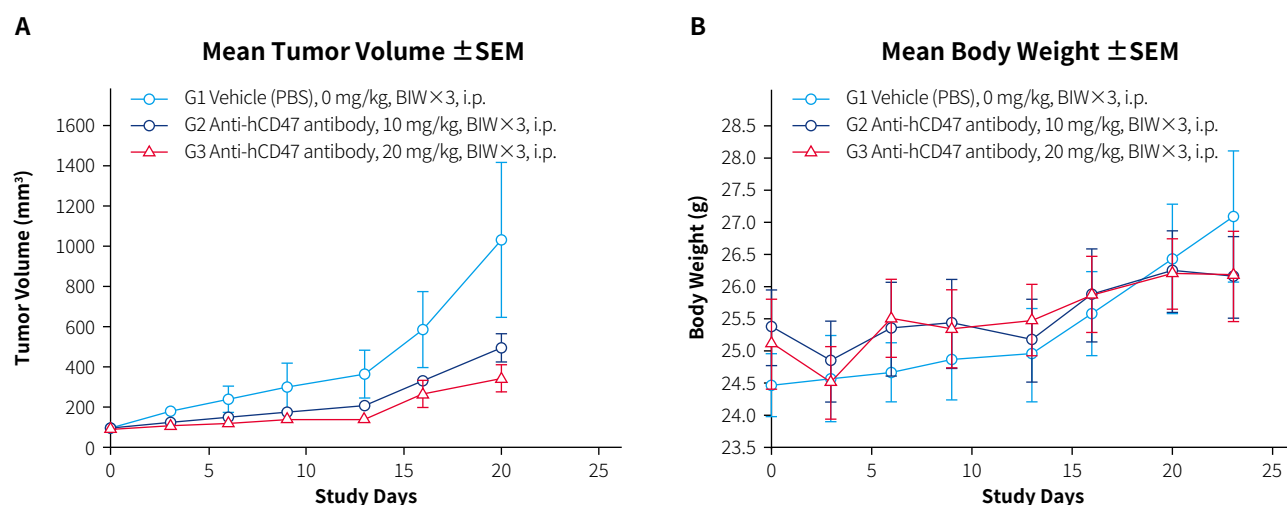 A
Mean Tumor Volume ±SEM
G1 Vehicle (PBS), 0 mg/kg, BIW×3, i.p.
G2 Anti-hCD47 antibody, 10 mg/kg, BIW×3, i.p.
G3 Anti-hCD47 antibody, 20 mg/kg, BIW×3, i.p.
Tumor Volume (mm³)
1600
1400
1200
1000
800
600
400
200
0
0 5 10 15 20 25
Study Days
B
Mean Body Weight ±SEM
G1 Vehicle (PBS), 0 mg/kg, BIW×3, i.p.
G2 Anti-hCD47 antibody, 10 mg/kg, BIW×3, i.p.
G3 Anti-hCD47 antibody, 20 mg/kg, BIW×3, i.p.
Body Weight (g)
28.5
28.0
27.5
27.0
26.5
26.0
25.5
25.0
24.5
24.0
23.5
0 5 10 15 20 25
Study Days